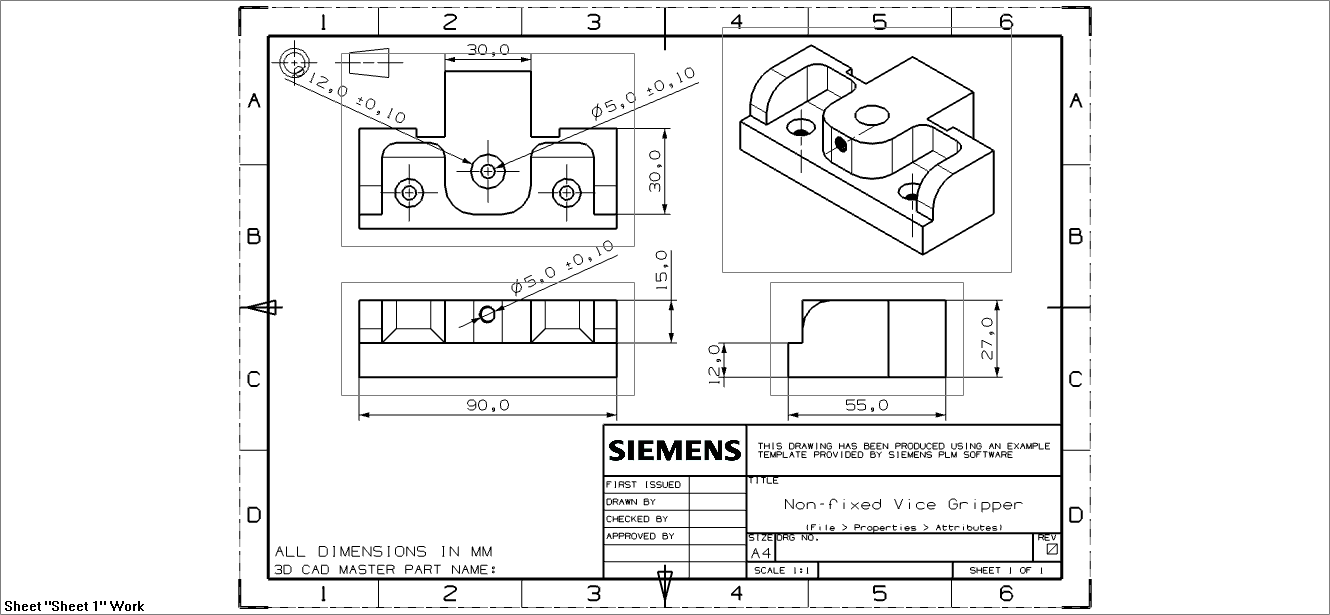 1 2 3 4 5 6
30,0
Ø12,0 ±0,10
Ø5,0 ±0,10
A A
30,0
B B
Ø5,0 ±0,10
15,0
27,0
12,0
C C
90,0
55,0
SIEMENS
THIS DRAWING HAS BEEN PRODUCED USING AN EXAMPLE
TEMPLATE PROVIDED BY SIEMENS PLM SOFTWARE
FIRST ISSUED
DRAWN BY
CHECKED BY
APPROVED BY
TITLE
Non-fixed Vice Gripper
(File > Properties > Attributes)
D D
SIZE DRG NO. REV
A4
ALL DIMENSIONS IN MM
3D CAD MASTER PART NAME:
SCALE 1:1 SHEET 1 OF 1
2 3 4 5 6
Sheet "Sheet 1" Work